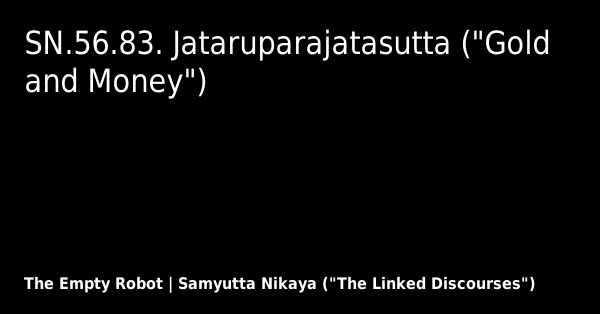 SN.56.83. Jataruparajatasutta ("Gold
and Money")
The Empty Robot | Samyutta Nikaya ("The Linked Discourses")